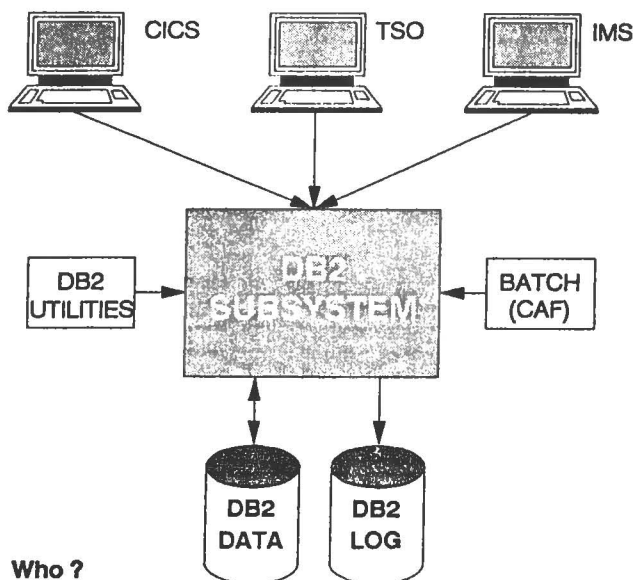 CICS
TSO
IMS
DB2
SUBSYSTEM
DB2
UTILITIES
BATCH
(CAF)
DB2
DATA
DB2
LOG
Who ?